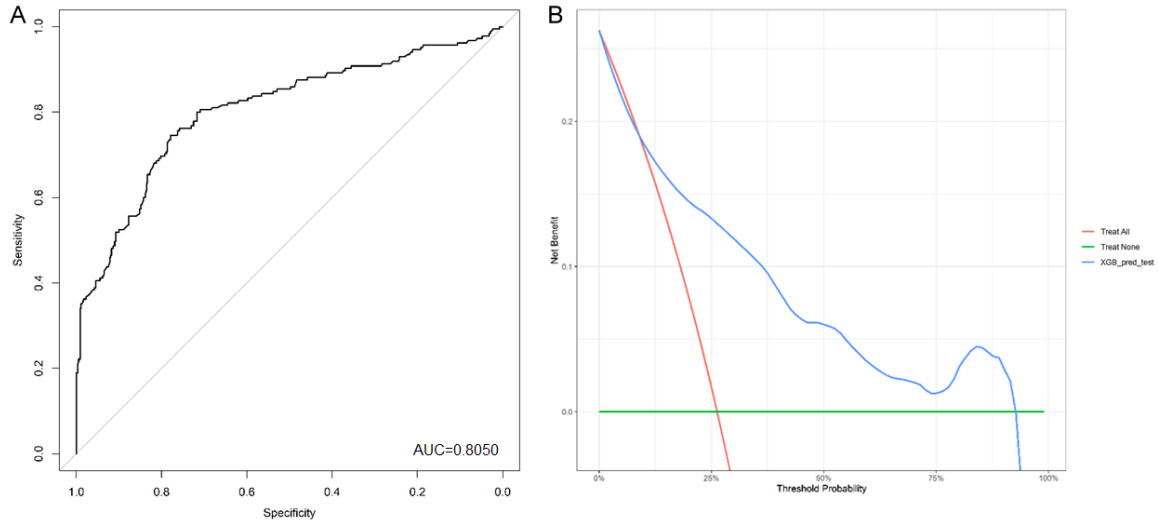 A
1.0
0.8
0.6
0.4
0.2
0.0
Sensitivity
AUC=0.8050
1.0 0.8 0.6 0.4 0.2 0.0
Specificity
B
0.2
0.1
0.0
Net Benefit
0% 25% 50% 75% 100%
Threshold Probability
Treat All
Treat None
XGB_pred_test